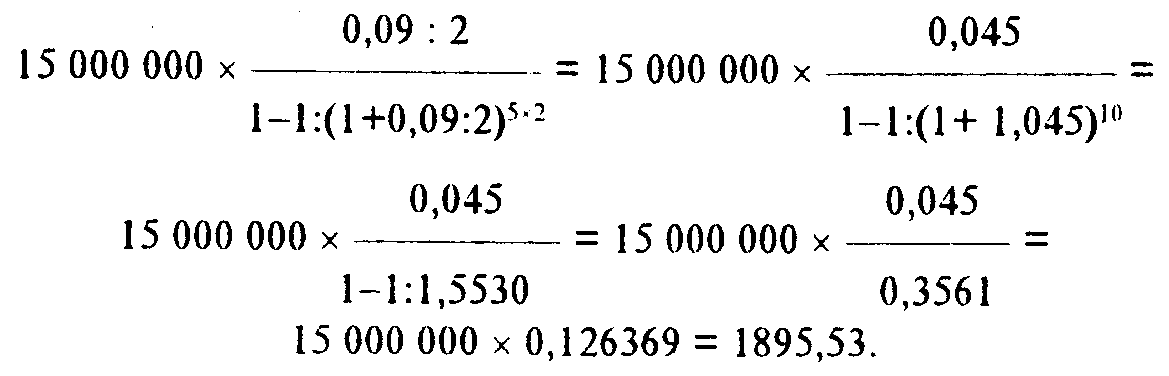 0,09 : 2 0,045
15 000 000 × = 15 000 000 × =
1–1:(1+0,09:2)⁵·² 1–1:(1+ 1,045)¹⁰
0,045 0,045
15 000 000 × = 15 000 000 × =
1–1:1,5530 0,3561
15 000 000 × 0,126369 = 1895,53.